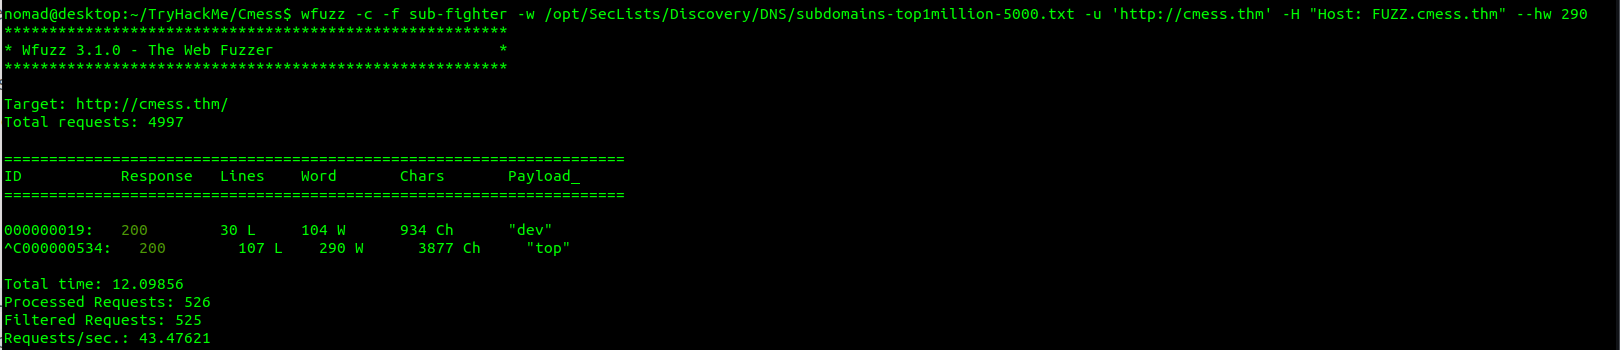 nomad@desktop:~/TryHackMe/Cmess$ wfuzz -c -f sub-fighter -w /opt/SecLists/Discovery/DNS/subdomains-top1million-5000.txt -u 'http://cmess.thm' -H "Host: FUZZ.cmess.thm" --hw 290
********************************************************
* Wfuzz 3.1.0 - The Web Fuzzer                         *
********************************************************
Target: http://cmess.thm/
Total requests: 4997
=====================================================================
ID           Response   Lines    Word       Chars       Payload_
=====================================================================
000000019:   200        30 L     104 W      934 Ch      "dev"
^C000000534:   200        107 L    290 W      3877 Ch     "top"
Total time: 12.09856
Processed Requests: 526
Filtered Requests: 525
Requests/sec.: 43.47621